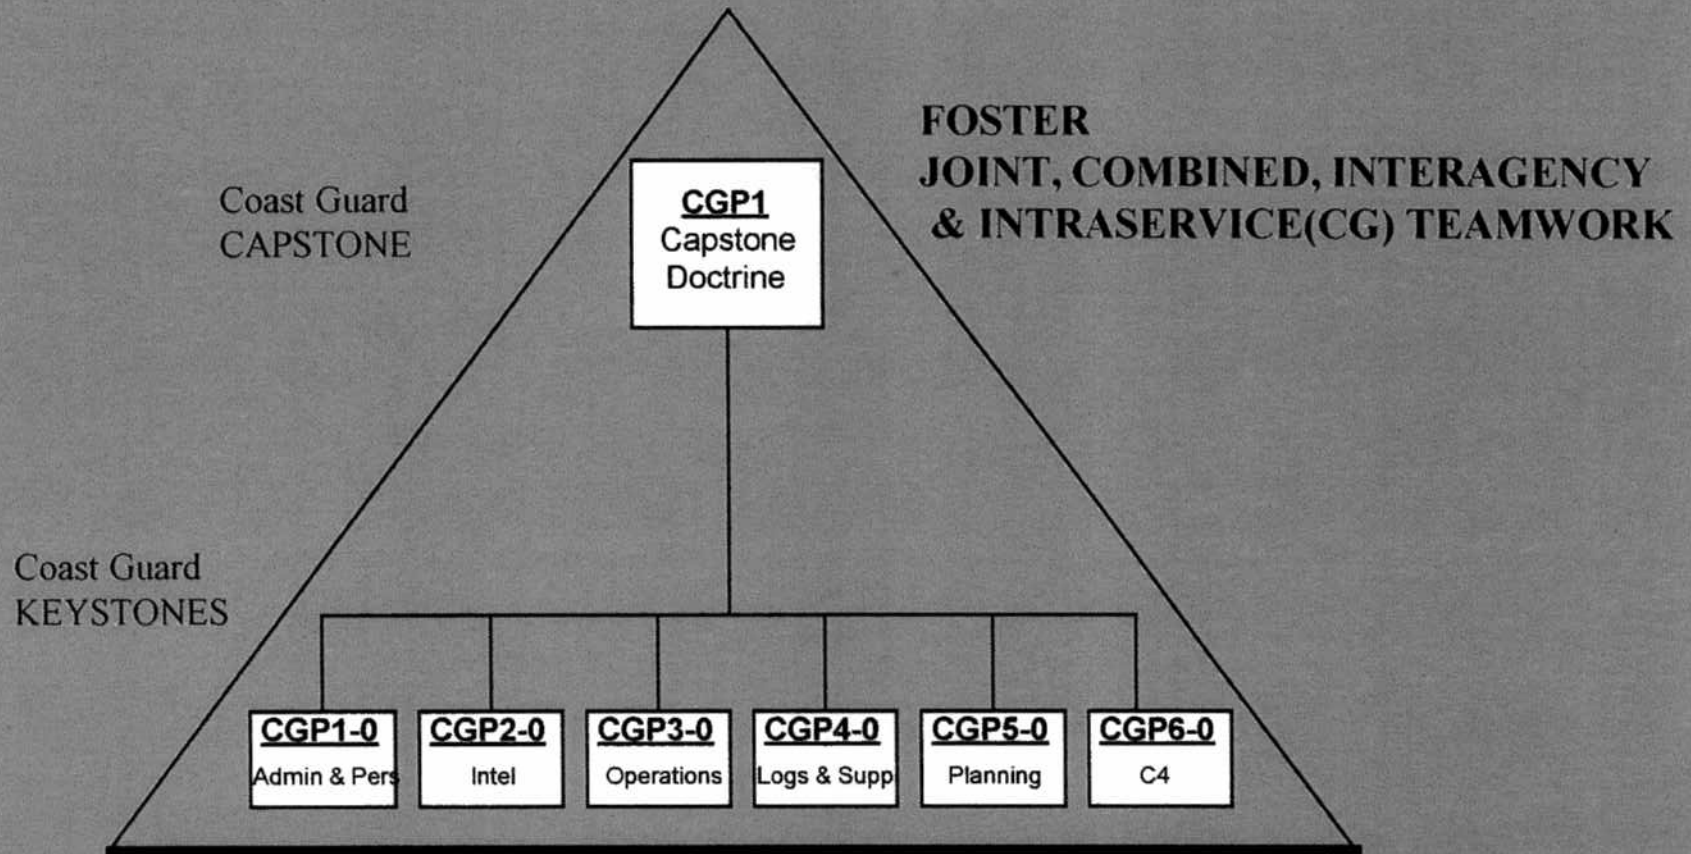 FOSTER
JOINT, COMBINED, INTERAGENCY
& INTRASERVICE(CG) TEAMWORK
Coast Guard
CAPSTONE
CGP1
Capstone
Doctrine
Coast Guard
KEYSTONES
CGP1-0
Admin & Pers
CGP2-0
Intel
CGP3-0
Operations
CGP4-0
Logs & Supp
CGP5-0
Planning
CGP6-0
C4